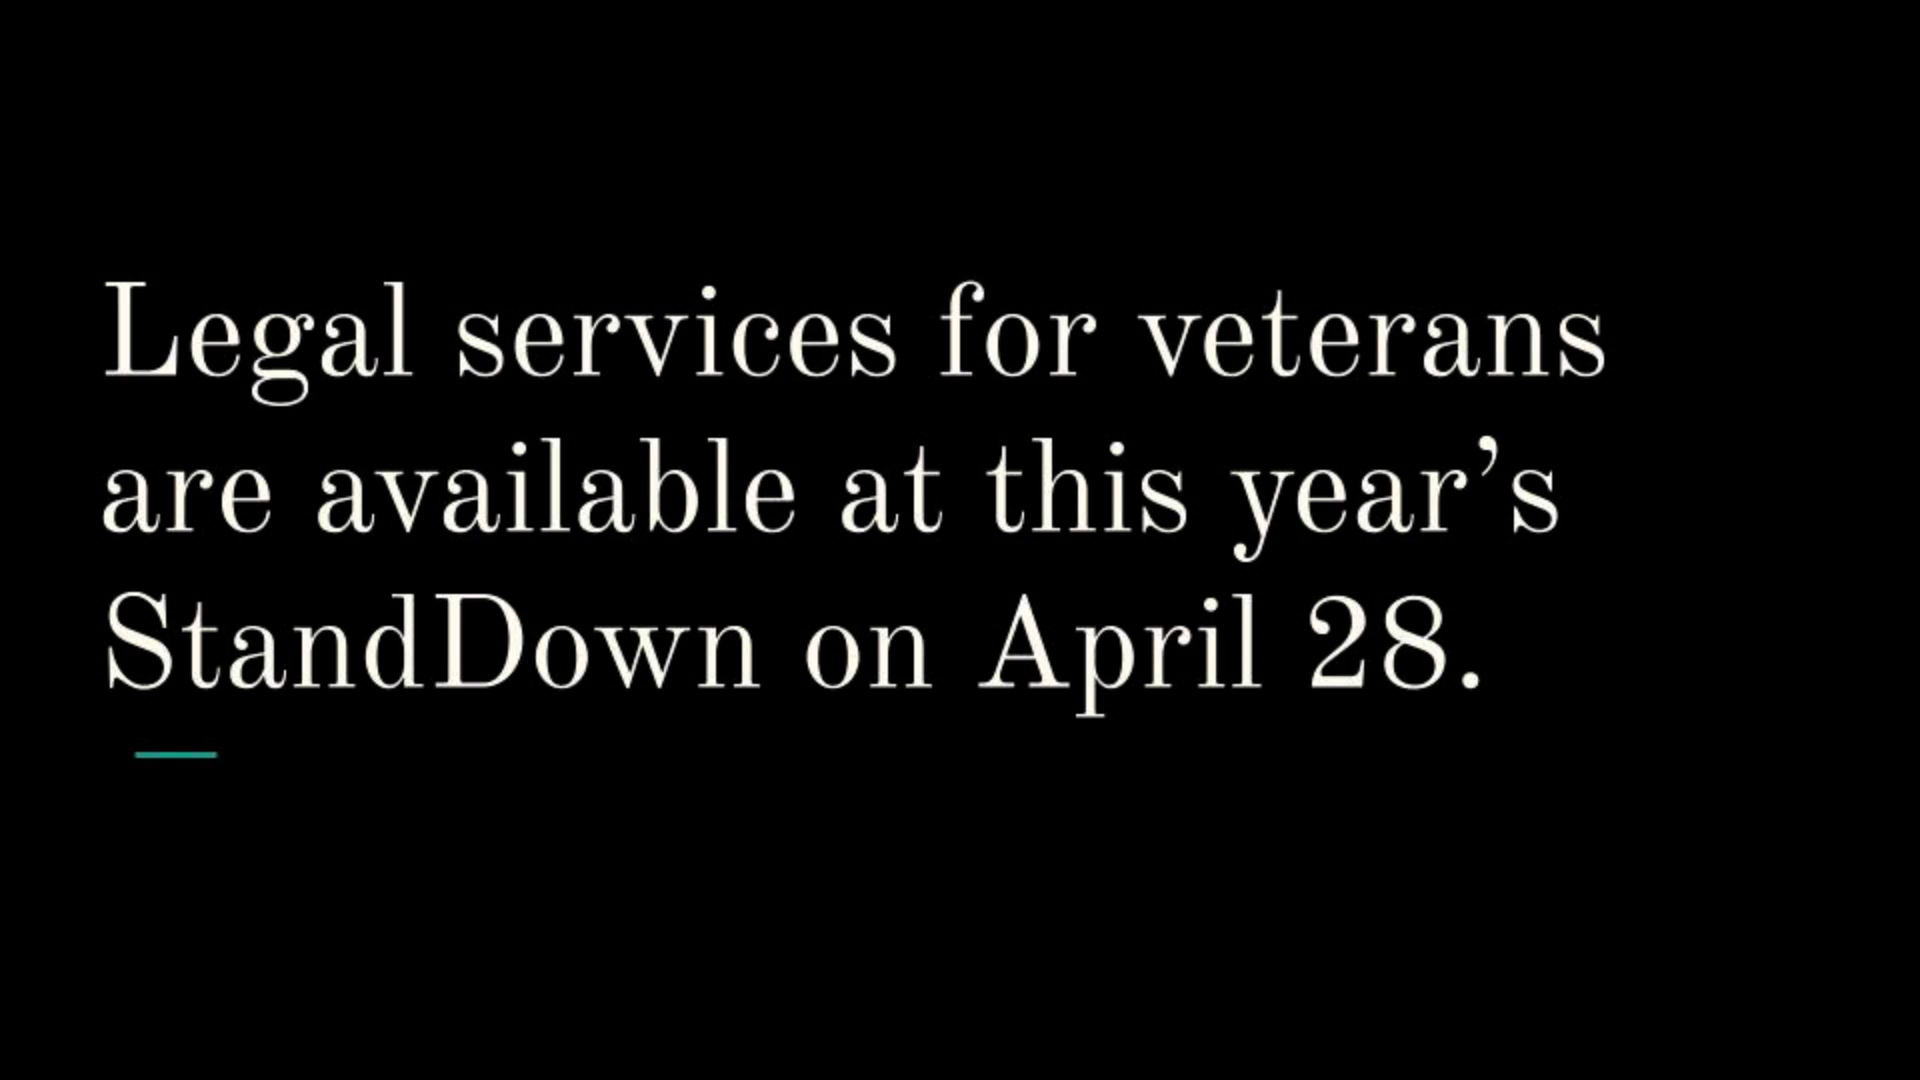 Legal services for veterans
are available at this year’s
StandDown on April 28.